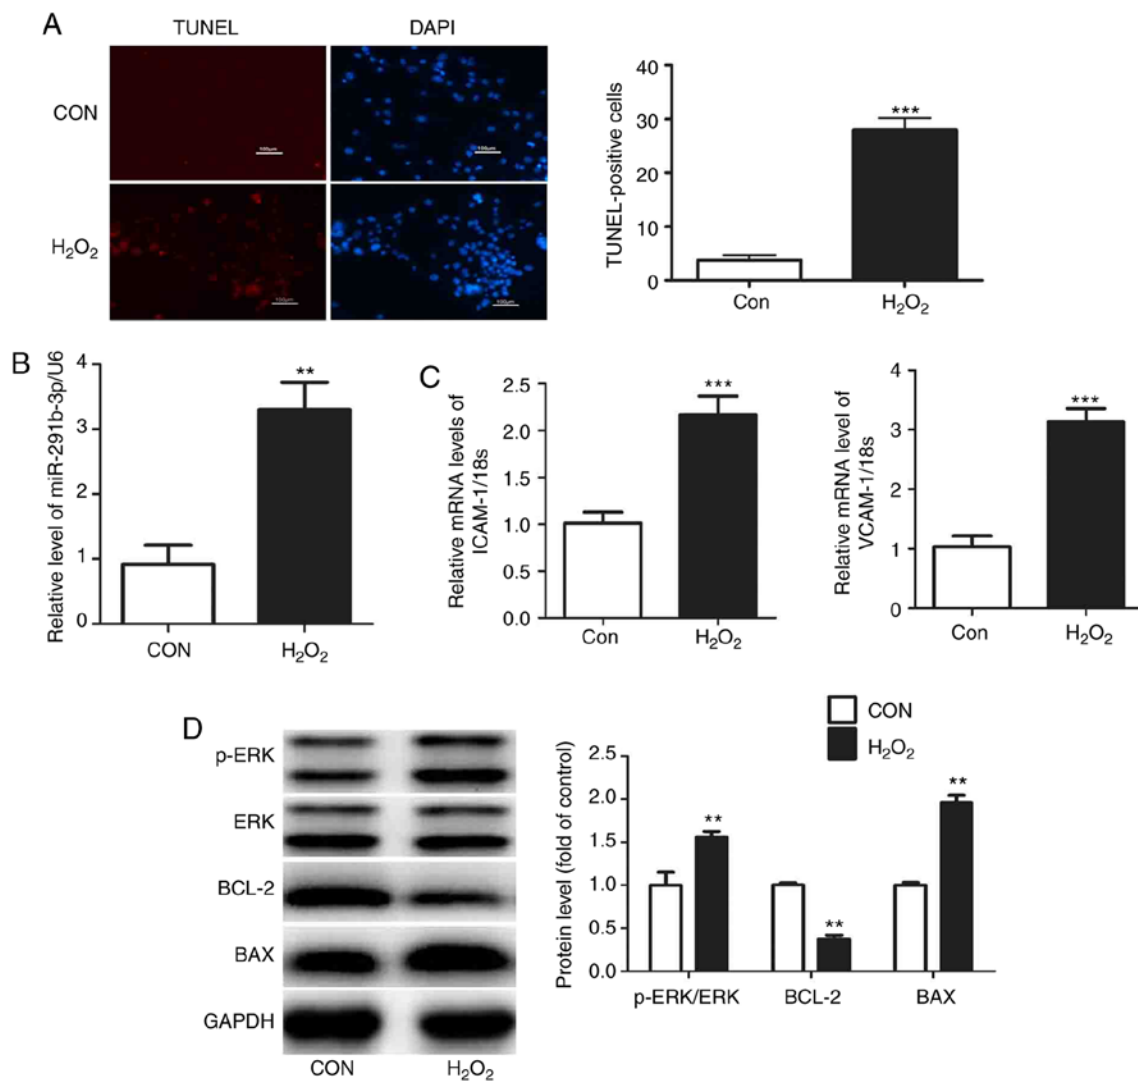 A
TUNEL
DAPI
CON
100μm
100μm
H₂O₂
100μm
100μm
TUNEL-positive cells
40
30
20
10
0
***
Con
H₂O₂
B
Relative level of miR-291b-3p/U6
4
3
2
1
0
**
CON
H₂O₂
C
Relative mRNA levels of
ICAM-1/18s
2.5
2.0
1.5
1.0
0.5
0.0
***
Con
H₂O₂
Relative mRNA level of
VCAM-1/18s
4
3
2
1
0
***
Con
H₂O₂
D
p-ERK
ERK
BCL-2
BAX
GAPDH
CON
H₂O₂
CON
H₂O₂
Protein level (fold of control)
2.5
2.0
1.5
1.0
0.5
0.0
**
**
**
p-ERK/ERK
BCL-2
BAX